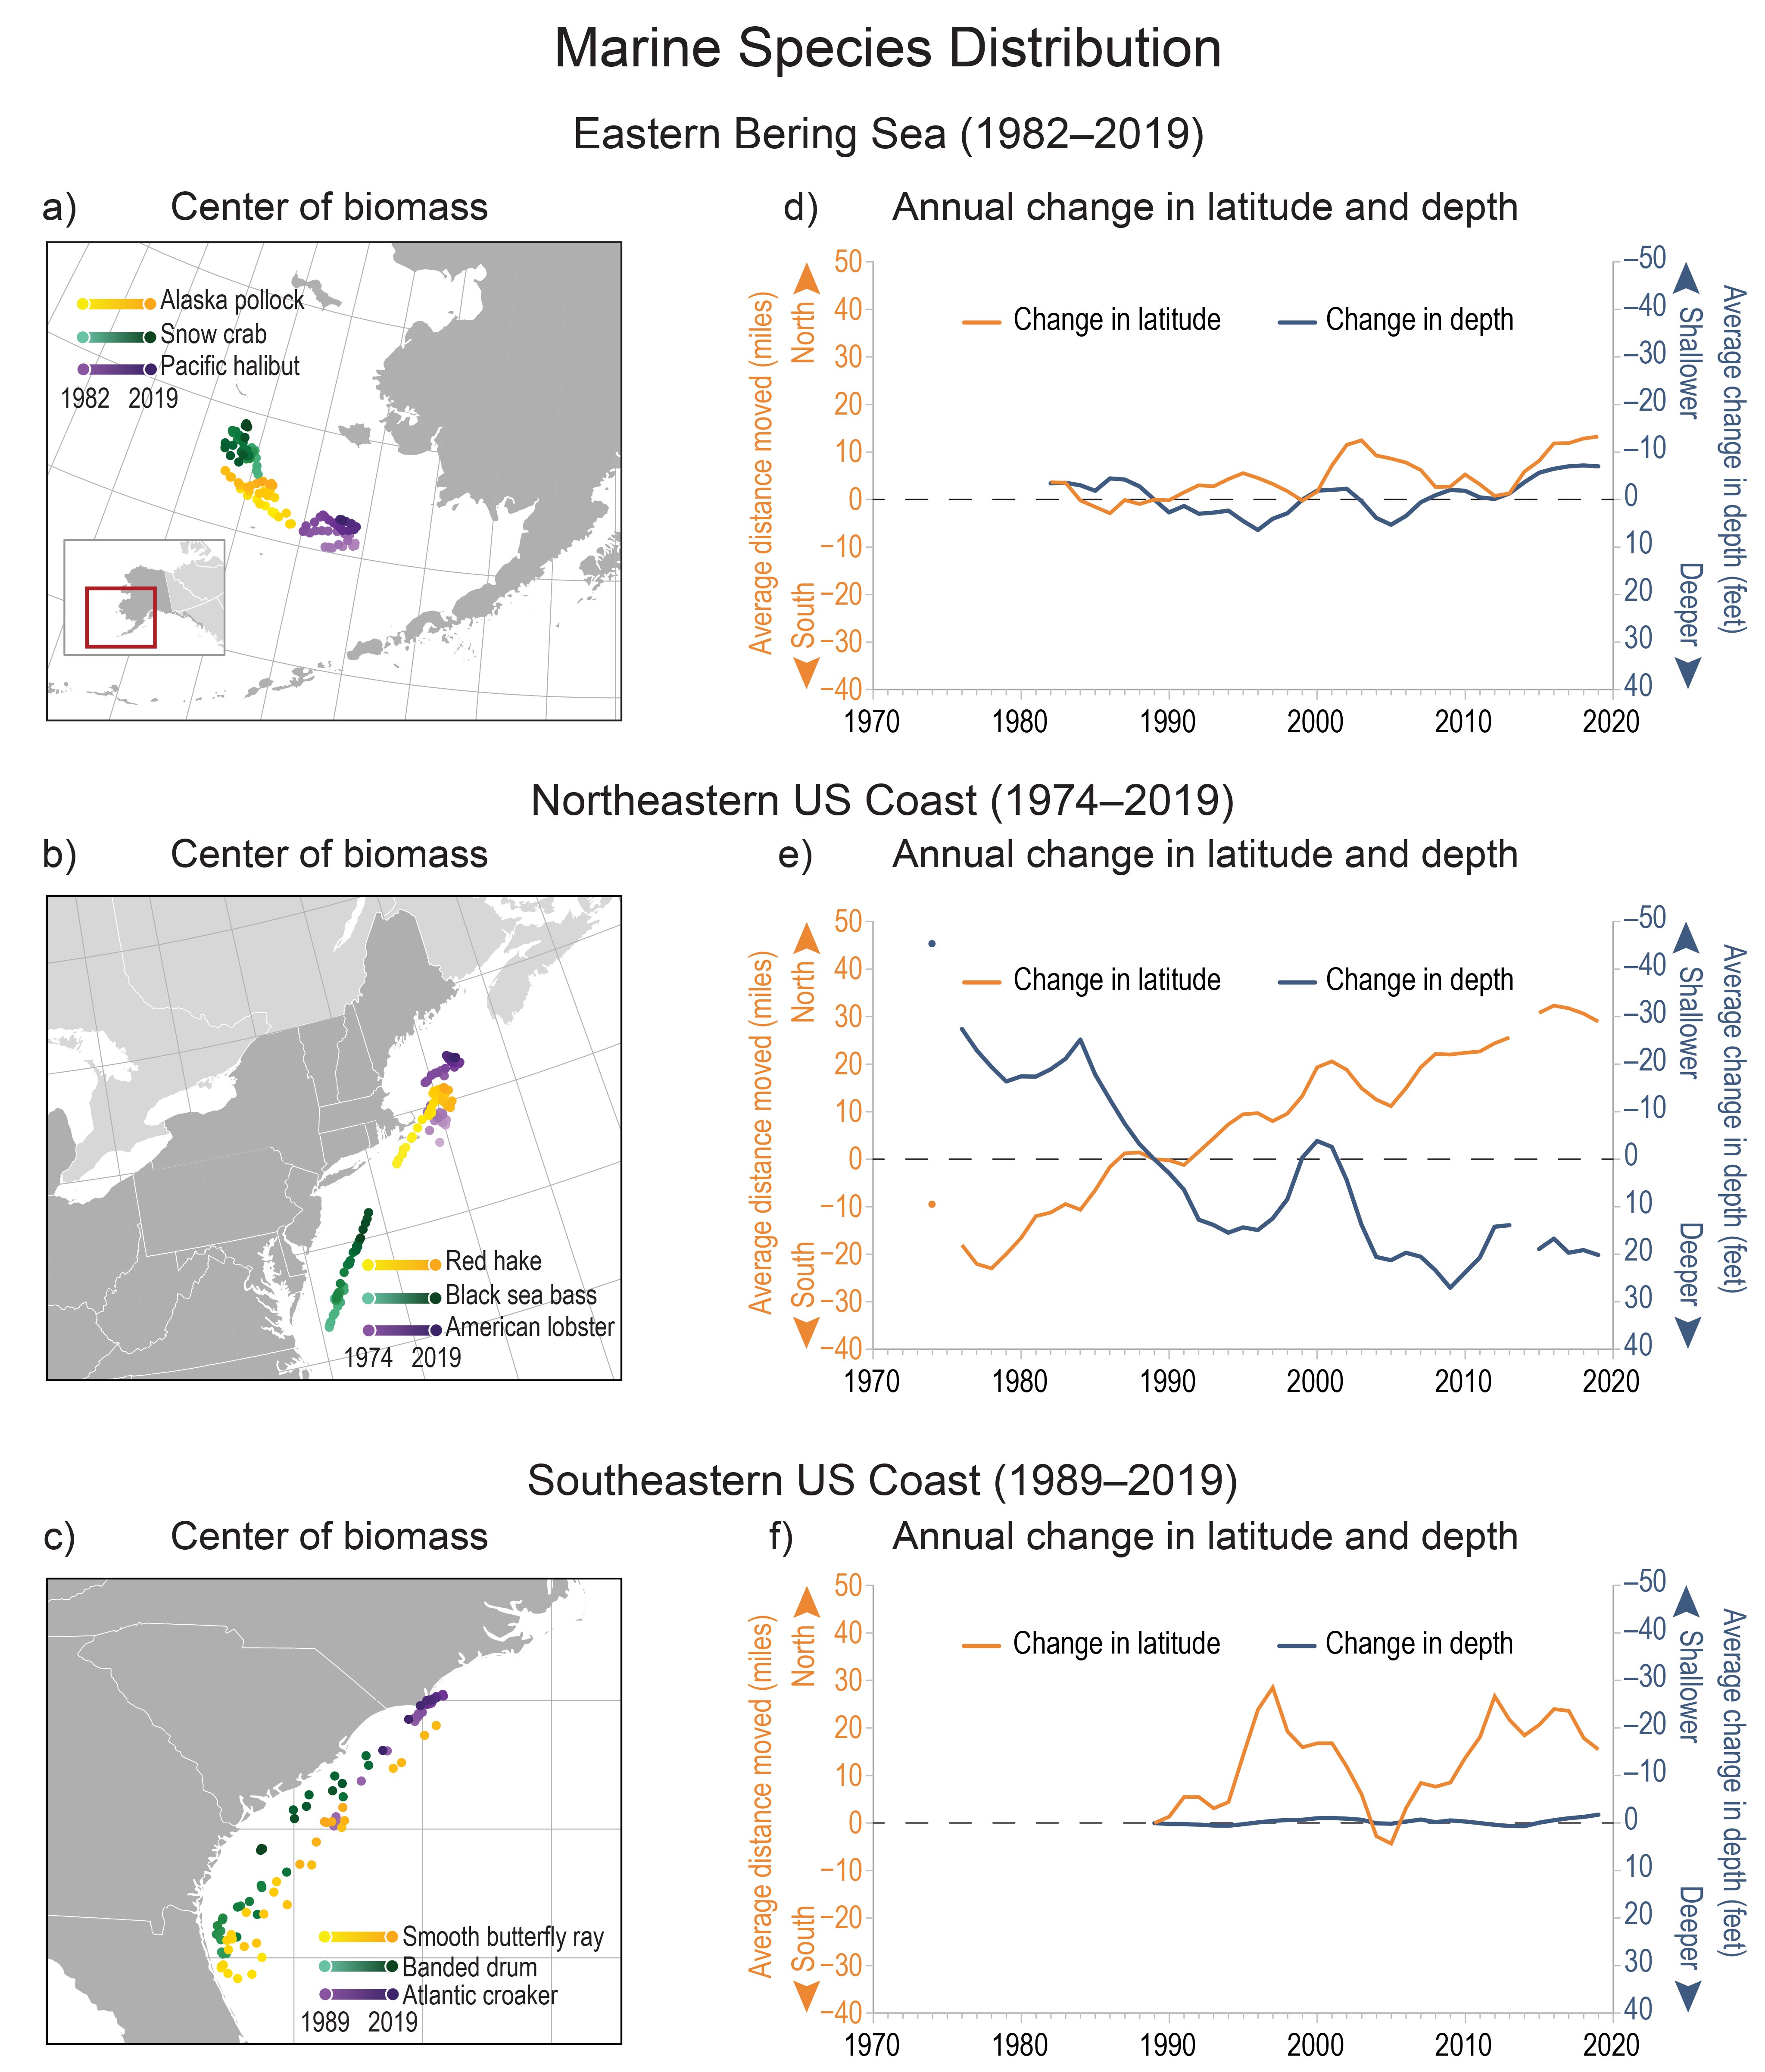 Marine Species Distribution
Eastern Bering Sea (1982–2019)
a) Center of biomass
Alaska pollock
Snow crab
Pacific halibut
1982 2019
d) Annual change in latitude and depth
Average distance moved (miles)
North
South
50
40
30
20
10
0
−10
−20
−30
−40
Change in latitude
Change in depth
–50
–40
–30
–20
–10
0
10
20
30
40
Shallower
Deeper
Average change in depth (feet)
1970 1980 1990 2000 2010 2020
Northeastern US Coast (1974–2019)
b) Center of biomass
Red hake
Black sea bass
American lobster
1974 2019
e) Annual change in latitude and depth
Average distance moved (miles)
North
South
50
40
30
20
10
0
−10
−20
−30
−40
Change in latitude
Change in depth
–50
–40
–30
–20
–10
0
10
20
30
40
Shallower
Deeper
Average change in depth (feet)
1970 1980 1990 2000 2010 2020
Southeastern US Coast (1989–2019)
c) Center of biomass
Smooth butterfly ray
Banded drum
Atlantic croaker
1989 2019
f) Annual change in latitude and depth
Average distance moved (miles)
North
South
50
40
30
20
10
0
−10
−20
−30
−40
Change in latitude
Change in depth
–50
–40
–30
–20
–10
0
10
20
30
40
Shallower
Deeper
Average change in depth (feet)
1970 1980 1990 2000 2010 2020